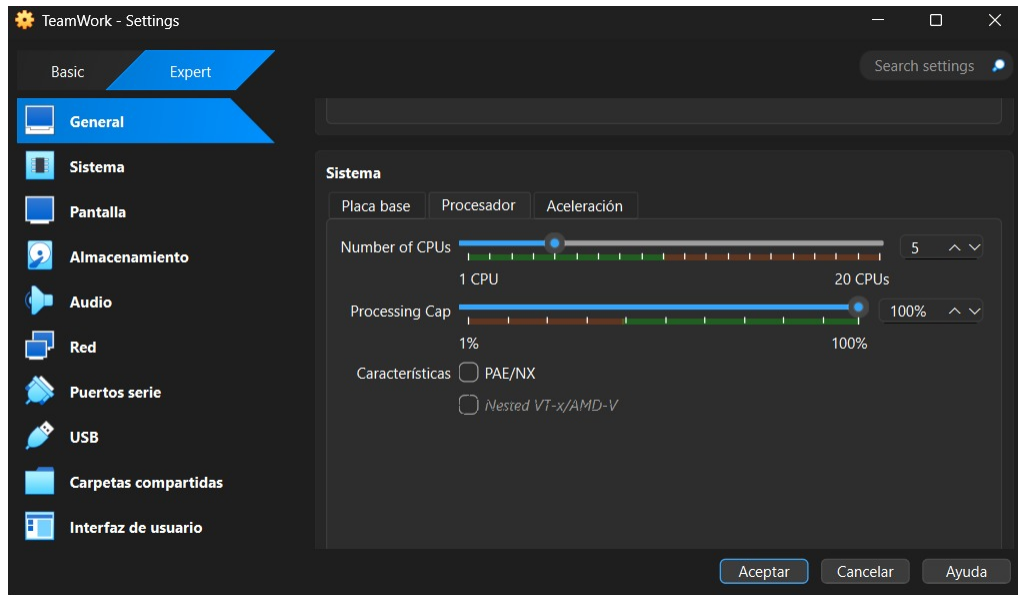 TeamWork - Settings
Basic
Expert
Search settings
General
Sistema
Pantalla
Almacenamiento
Audio
Red
Puertos serie
USB
Carpetas compartidas
Interfaz de usuario
Sistema
Placa base Procesador Aceleración
Number of CPUs 5
1 CPU 20 CPUs
Processing Cap 100%
1% 100%
Características PAE/NX
Nested VT-x/AMD-V
Aceptar Cancelar Ayuda